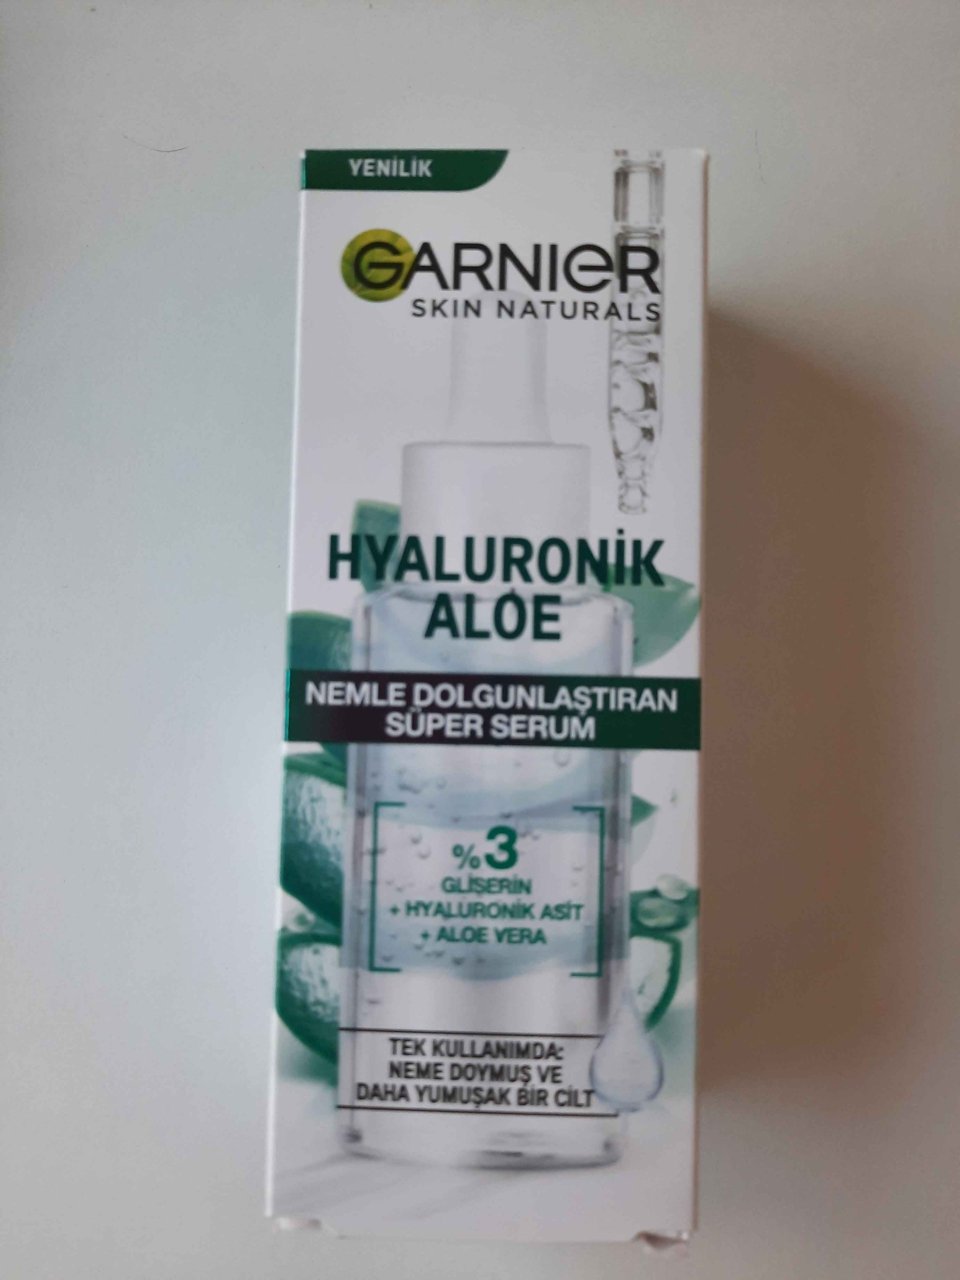 YENİLİK
GARNIER
SKIN NATURALS
HYALURONİK
ALOE
NEMLE DOLGUNLAŞTIRAN
SÜPER SERUM
%3
GLİSERİN
+ HYALURONİK ASİT
+ ALOE VERA
TEK KULLANIMDA:
NEME DOYMUŞ VE
DAHA YUMUŞAK BİR CİLT